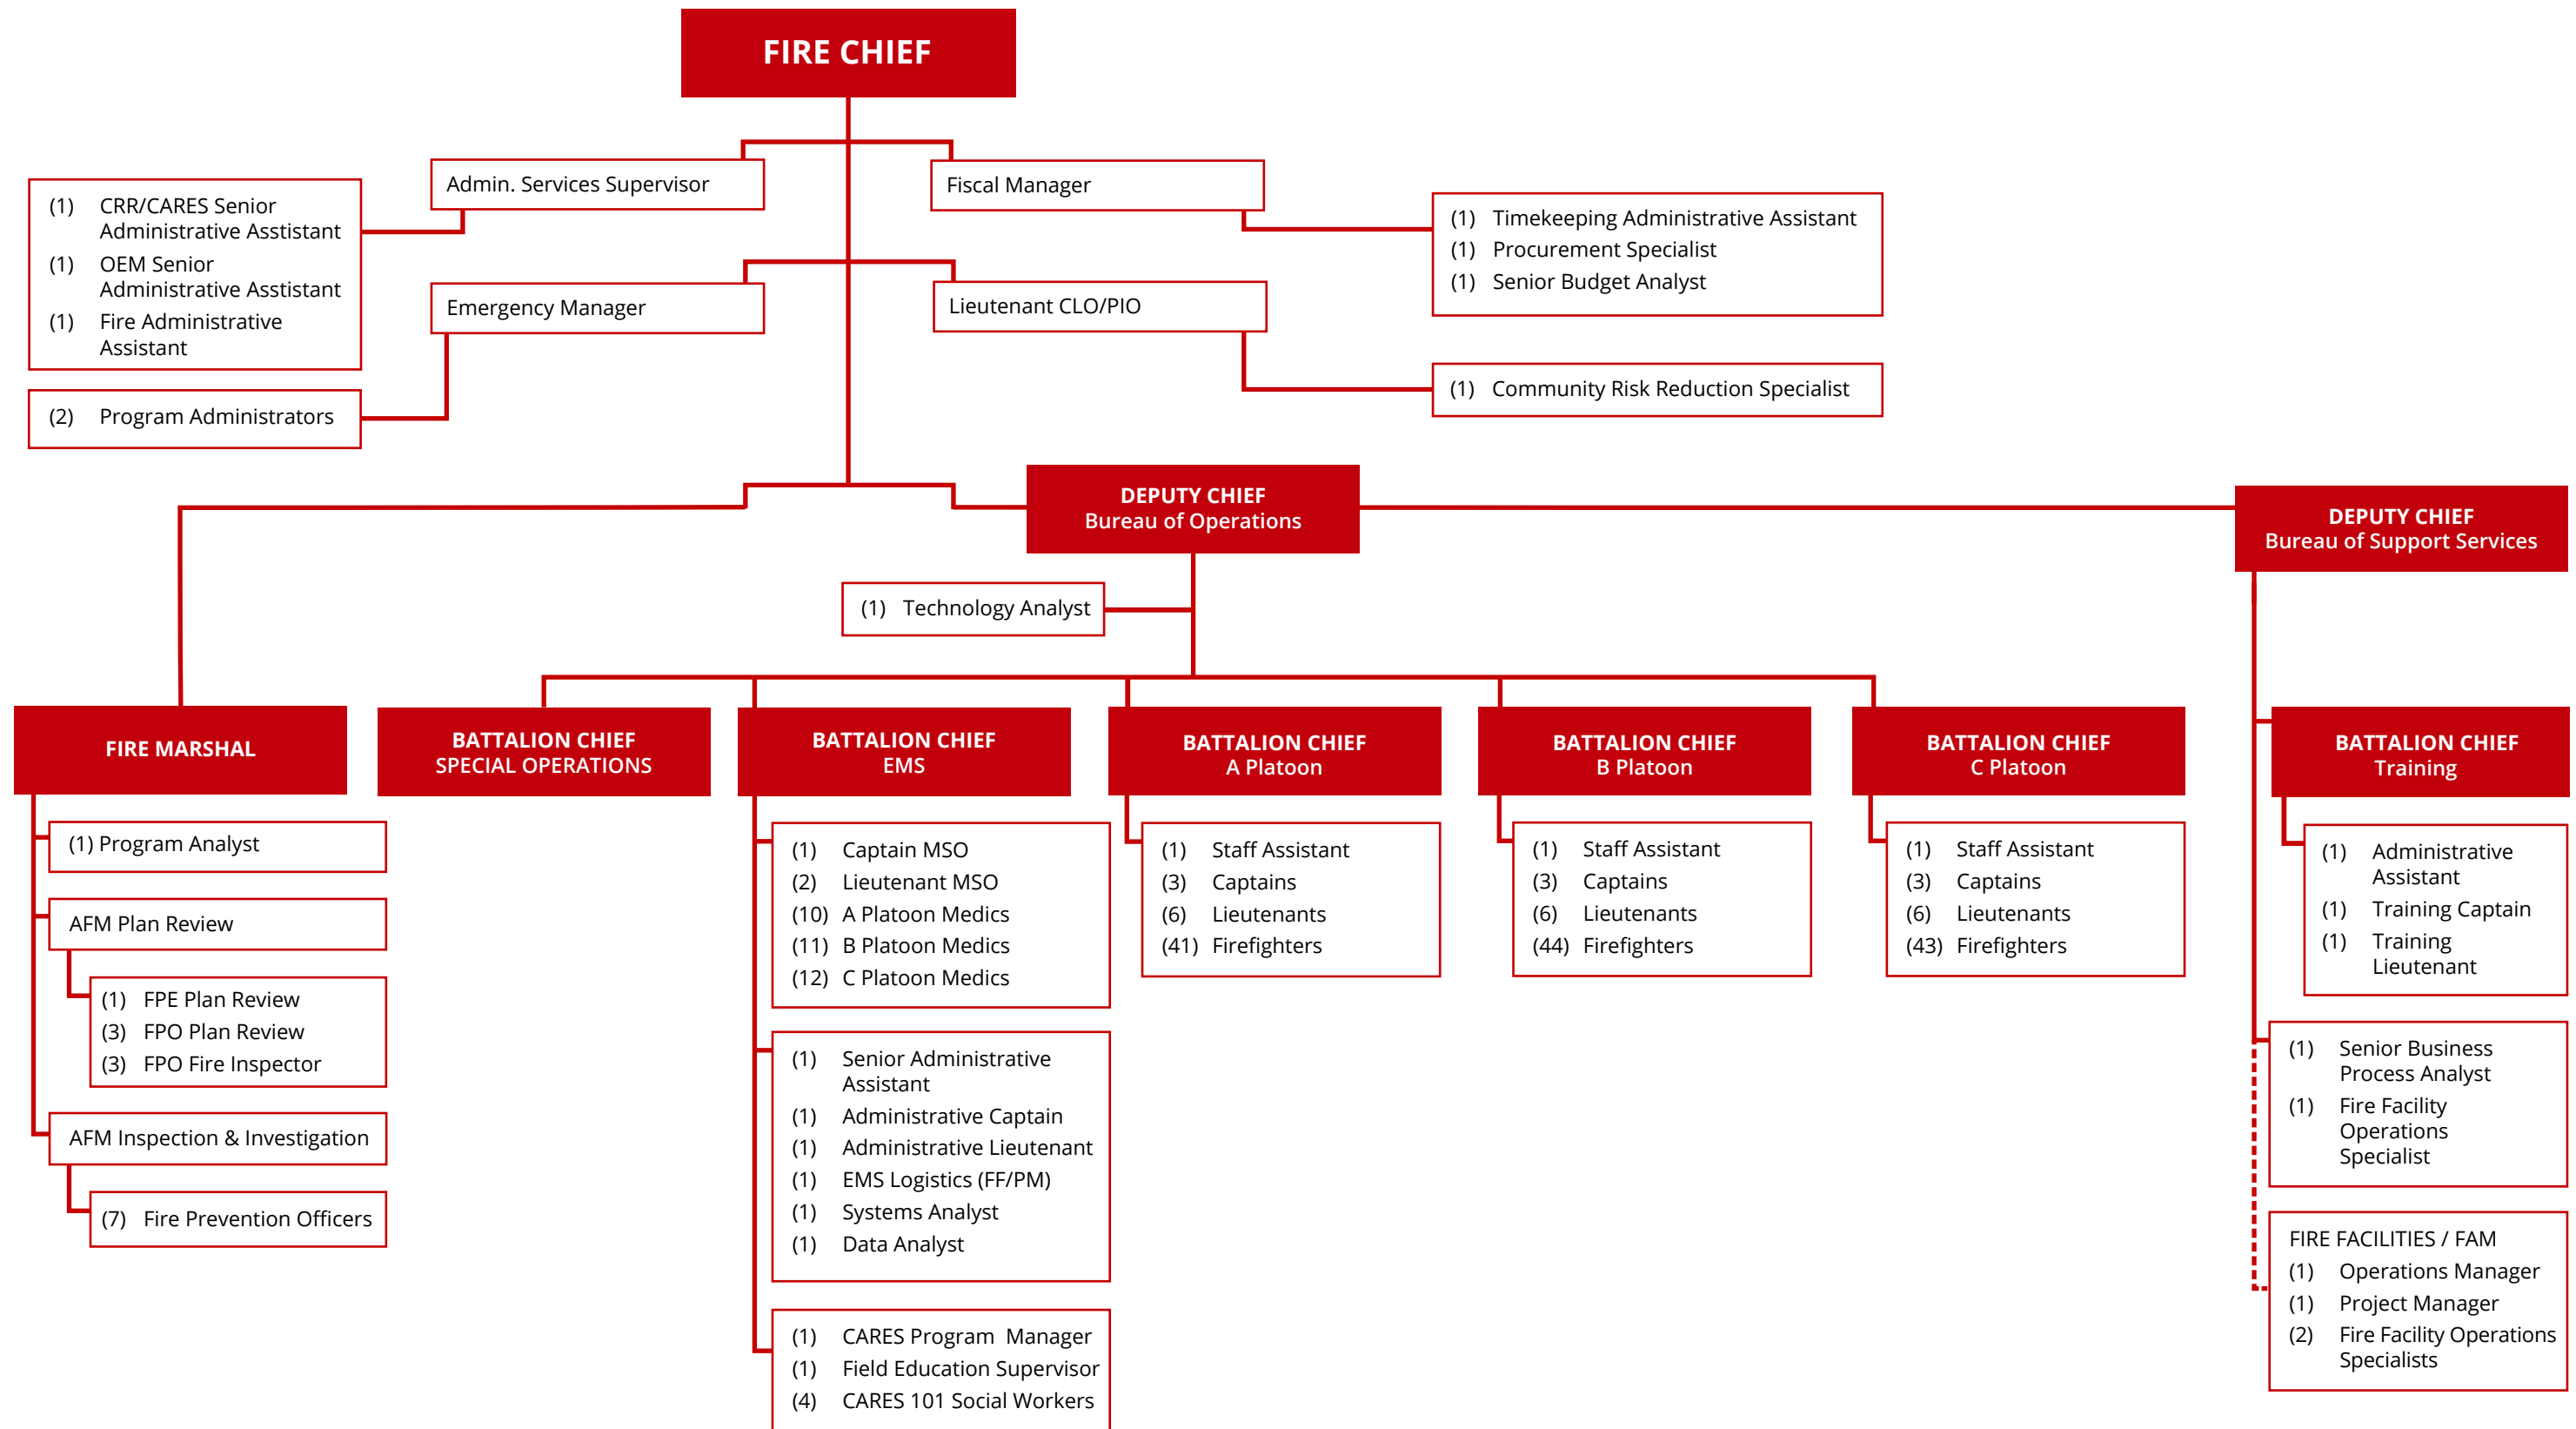 FIRE CHIEF
Admin. Services Supervisor
Fiscal Manager
(1) CRR/CARES Senior
Administrative Asstistant
(1) OEM Senior
Administrative Asstistant
(1) Fire Administrative
Assistant
(1) Timekeeping Administrative Assistant
(1) Procurement Specialist
(1) Senior Budget Analyst
Emergency Manager
Lieutenant CLO/PIO
(2) Program Administrators
(1) Community Risk Reduction Specialist
DEPUTY CHIEF
Bureau of Operations
DEPUTY CHIEF
Bureau of Support Services
(1) Technology Analyst
FIRE MARSHAL
(1) Program Analyst
AFM Plan Review
(1) FPE Plan Review
(3) FPO Plan Review
(3) FPO Fire Inspector
AFM Inspection & Investigation
(7) Fire Prevention Officers
BATTALION CHIEF
SPECIAL OPERATIONS
BATTALION CHIEF
EMS
(1) Captain MSO
(2) Lieutenant MSO
(10) A Platoon Medics
(11) B Platoon Medics
(12) C Platoon Medics
(1) Senior Administrative
Assistant
(1) Administrative Captain
(1) Administrative Lieutenant
(1) EMS Logistics (FF/PM)
(1) Systems Analyst
(1) Data Analyst
(1) CARES Program Manager
(1) Field Education Supervisor
(4) CARES 101 Social Workers
BATTALION CHIEF
A Platoon
(1) Staff Assistant
(3) Captains
(6) Lieutenants
(41) Firefighters
BATTALION CHIEF
B Platoon
(1) Staff Assistant
(3) Captains
(6) Lieutenants
(44) Firefighters
BATTALION CHIEF
C Platoon
(1) Staff Assistant
(3) Captains
(6) Lieutenants
(43) Firefighters
BATTALION CHIEF
Training
(1) Administrative
Assistant
(1) Training Captain
(1) Training
Lieutenant
(1) Senior Business
Process Analyst
(1) Fire Facility
Operations
Specialist
FIRE FACILITIES / FAM
(1) Operations Manager
(1) Project Manager
(2) Fire Facility Operations
Specialists